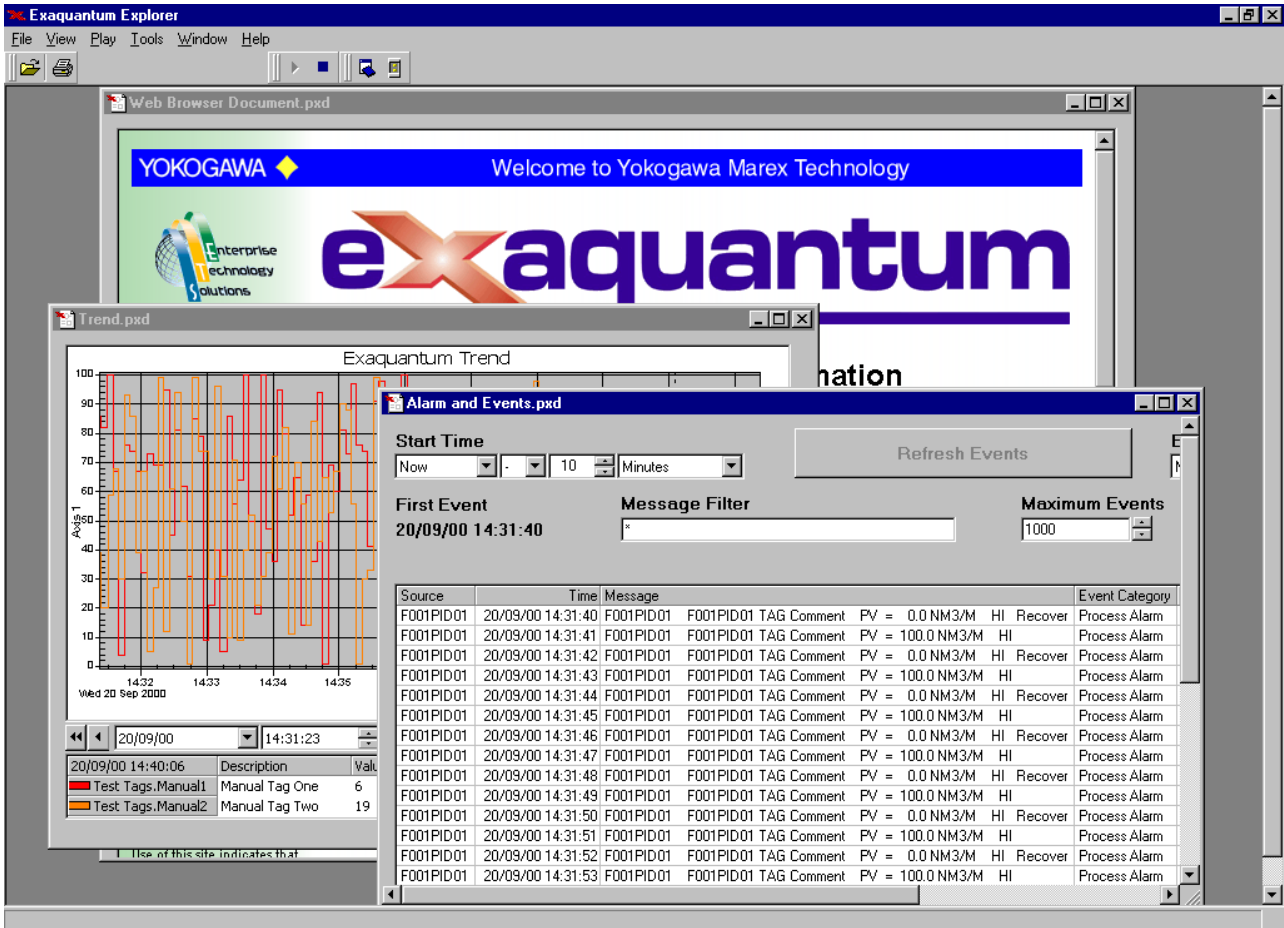 Exaquantum Explorer
File View Play Tools Window Help
Web Browser Document.pxd
YOKOGAWA Welcome to Yokogawa Marex Technology
Enterprise
Technology
Solutions
exaquantum
mation
Trend.pxd
Exaquantum Trend
100
90
80
70
60
50
40
30
20
10
0
Axis 1
14:32 14:33 14:34 14:35
Wed 20 Sep 2000
20/09/00 14:31:23
20/09/00 14:40:06 Description Valu
Test Tags.Manual1 Manual Tag One 6
Test Tags.Manual2 Manual Tag Two 19
Use of this site indicates that
Alarm and Events.pxd
Start Time
Now - 10 Minutes
Refresh Events
First Event
20/09/00 14:31:40
Message Filter
*
Maximum Events
1000
Source Time Message Event Category
F001PID01 20/09/00 14:31:40 F001PID01 F001PID01 TAG Comment PV = 0.0 NM3/M HI Recover Process Alarm
F001PID01 20/09/00 14:31:41 F001PID01 F001PID01 TAG Comment PV = 100.0 NM3/M HI Process Alarm
F001PID01 20/09/00 14:31:42 F001PID01 F001PID01 TAG Comment PV = 0.0 NM3/M HI Recover Process Alarm
F001PID01 20/09/00 14:31:43 F001PID01 F001PID01 TAG Comment PV = 100.0 NM3/M HI Process Alarm
F001PID01 20/09/00 14:31:44 F001PID01 F001PID01 TAG Comment PV = 0.0 NM3/M HI Recover Process Alarm
F001PID01 20/09/00 14:31:45 F001PID01 F001PID01 TAG Comment PV = 100.0 NM3/M HI Process Alarm
F001PID01 20/09/00 14:31:46 F001PID01 F001PID01 TAG Comment PV = 0.0 NM3/M HI Recover Process Alarm
F001PID01 20/09/00 14:31:47 F001PID01 F001PID01 TAG Comment PV = 100.0 NM3/M HI Process Alarm
F001PID01 20/09/00 14:31:48 F001PID01 F001PID01 TAG Comment PV = 0.0 NM3/M HI Recover Process Alarm
F001PID01 20/09/00 14:31:49 F001PID01 F001PID01 TAG Comment PV = 100.0 NM3/M HI Process Alarm
F001PID01 20/09/00 14:31:50 F001PID01 F001PID01 TAG Comment PV = 0.0 NM3/M HI Recover Process Alarm
F001PID01 20/09/00 14:31:51 F001PID01 F001PID01 TAG Comment PV = 100.0 NM3/M HI Process Alarm
F001PID01 20/09/00 14:31:52 F001PID01 F001PID01 TAG Comment PV = 0.0 NM3/M HI Recover Process Alarm
F001PID01 20/09/00 14:31:53 F001PID01 F001PID01 TAG Comment PV = 100.0 NM3/M HI Process Alarm